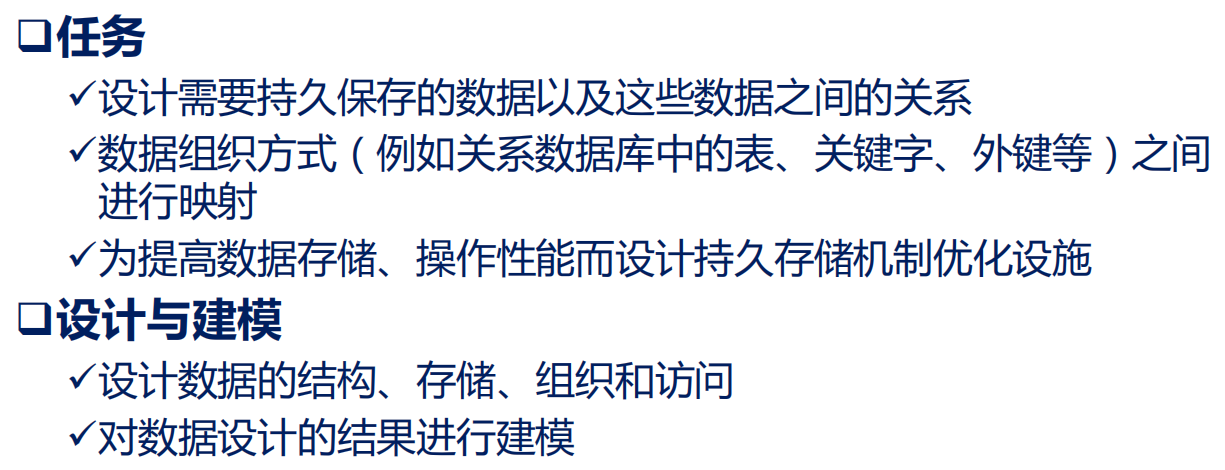 ❑任务
✓设计需要持久保存的数据以及这些数据之间的关系
✓数据组织方式（例如关系数据库中的表、关键字、外键等）之间
进行映射
✓为提高数据存储、操作性能而设计持久存储机制优化设施
❑设计与建模
✓设计数据的结构、存储、组织和访问
✓对数据设计的结果进行建模